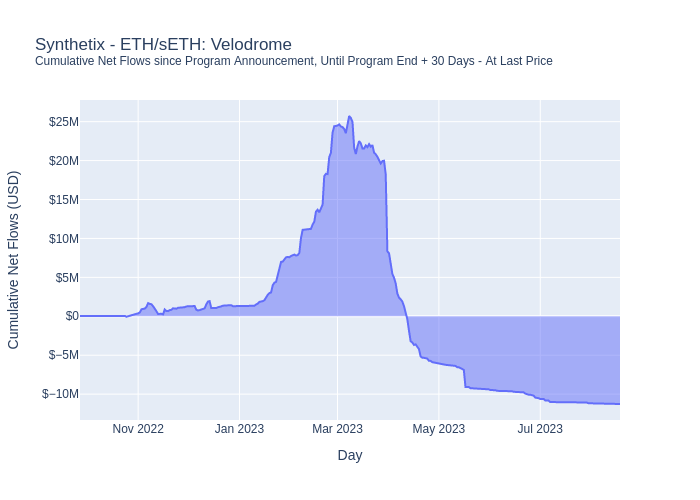 Synthetix - ETH/sETH: Velodrome
Cumulative Net Flows since Program Announcement, Until Program End + 30 Days - At Last Price
Cumulative Net Flows (USD)
$25M
$20M
$15M
$10M
$5M
$0
$−5M
$−10M
Nov 2022
Jan 2023
Mar 2023
May 2023
Jul 2023
Day